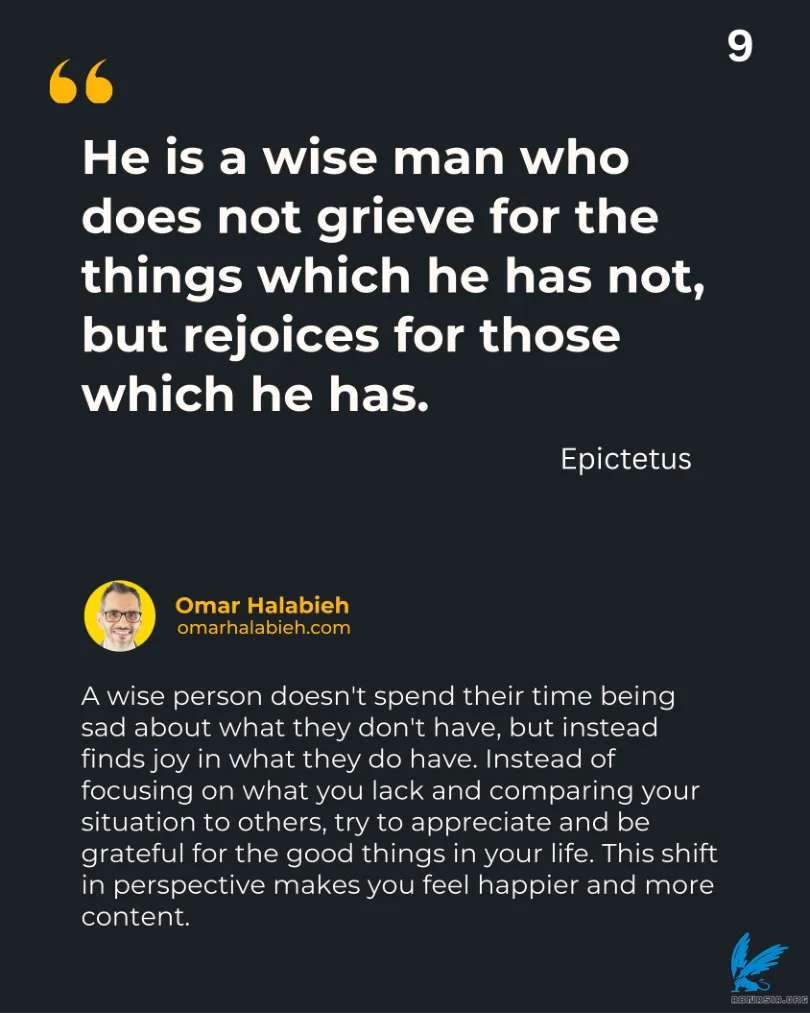 9
“
He is a wise man who
does not grieve for the
things which he has not,
but rejoices for those
which he has.
Epictetus
Omar Halabieh
omarhalabieh.com
A wise person doesn't spend their time being
sad about what they don't have, but instead
finds joy in what they do have. Instead of
focusing on what you lack and comparing your
situation to others, try to appreciate and be
grateful for the good things in your life. This shift
in perspective makes you feel happier and more
content.
ABNASIA.ORG